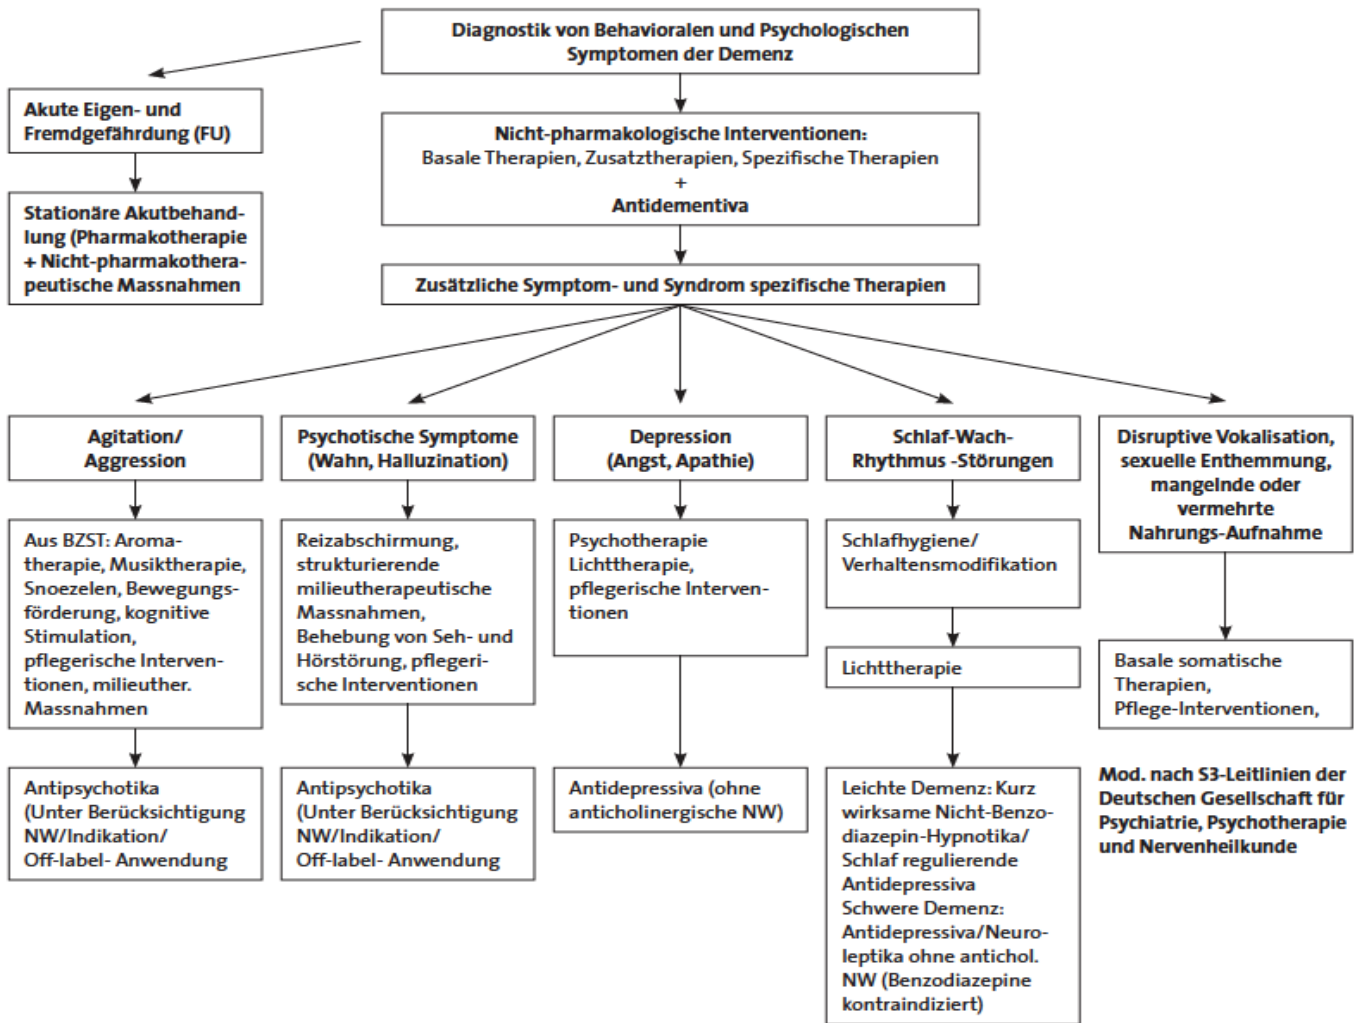 Diagnostik von Behavioralen und Psychologischen
Symptomen der Demenz
Akute Eigen- und
Fremdgefährdung (FU)
Nicht-pharmakologische Interventionen:
Basale Therapien, Zusatztherapien, Spezifische Therapien
+
Antidementiva
Stationäre Akutbehand-
lung (Pharmakotherapie
+ Nicht-pharmakothera-
peutische Massnahmen
Zusätzliche Symptom- und Syndrom spezifische Therapien
Agitation/
Aggression
Psychotische Symptome
(Wahn, Halluzination)
Depression
(Angst, Apathie)
Schlaf-Wach-
Rhythmus -Störungen
Disruptive Vokalisation,
sexuelle Enthemmung,
mangelnde oder
vermehrte
Nahrungs-Aufnahme
Aus BZST: Aroma-
therapie, Musiktherapie,
Snoezelen, Bewegungs-
förderung, kognitive
Stimulation,
pflegerische Interven-
tionen, milieuther.
Massnahmen
Reizabschirmung,
strukturierende
milieutherapeutische
Massnahmen,
Behebung von Seh- und
Hörstörung, pflegeri-
sche Interventionen
Psychotherapie
Lichttherapie,
pflegerische Interven-
tionen
Schlafhygiene/
Verhaltensmodifikation
Lichttherapie
Basale somatische
Therapien,
Pflege-Interventionen,
Antipsychotika
(Unter Berücksichtigung
NW/Indikation/
Off-label- Anwendung
Antipsychotika
(Unter Berücksichtigung
NW/Indikation/
Off-label- Anwendung
Antidepressiva (ohne
anticholinergische NW)
Leichte Demenz: Kurz
wirksame Nicht-Benzo-
diazepin-Hypnotika/
Schlaf regulierende
Antidepressiva
Schwere Demenz:
Antidepressiva/Neuro-
leptika ohne antichol.
NW (Benzodiazepine
kontraindiziert)
Mod. nach S3-Leitlinien der
Deutschen Gesellschaft für
Psychiatrie, Psychotherapie
und Nervenheilkunde